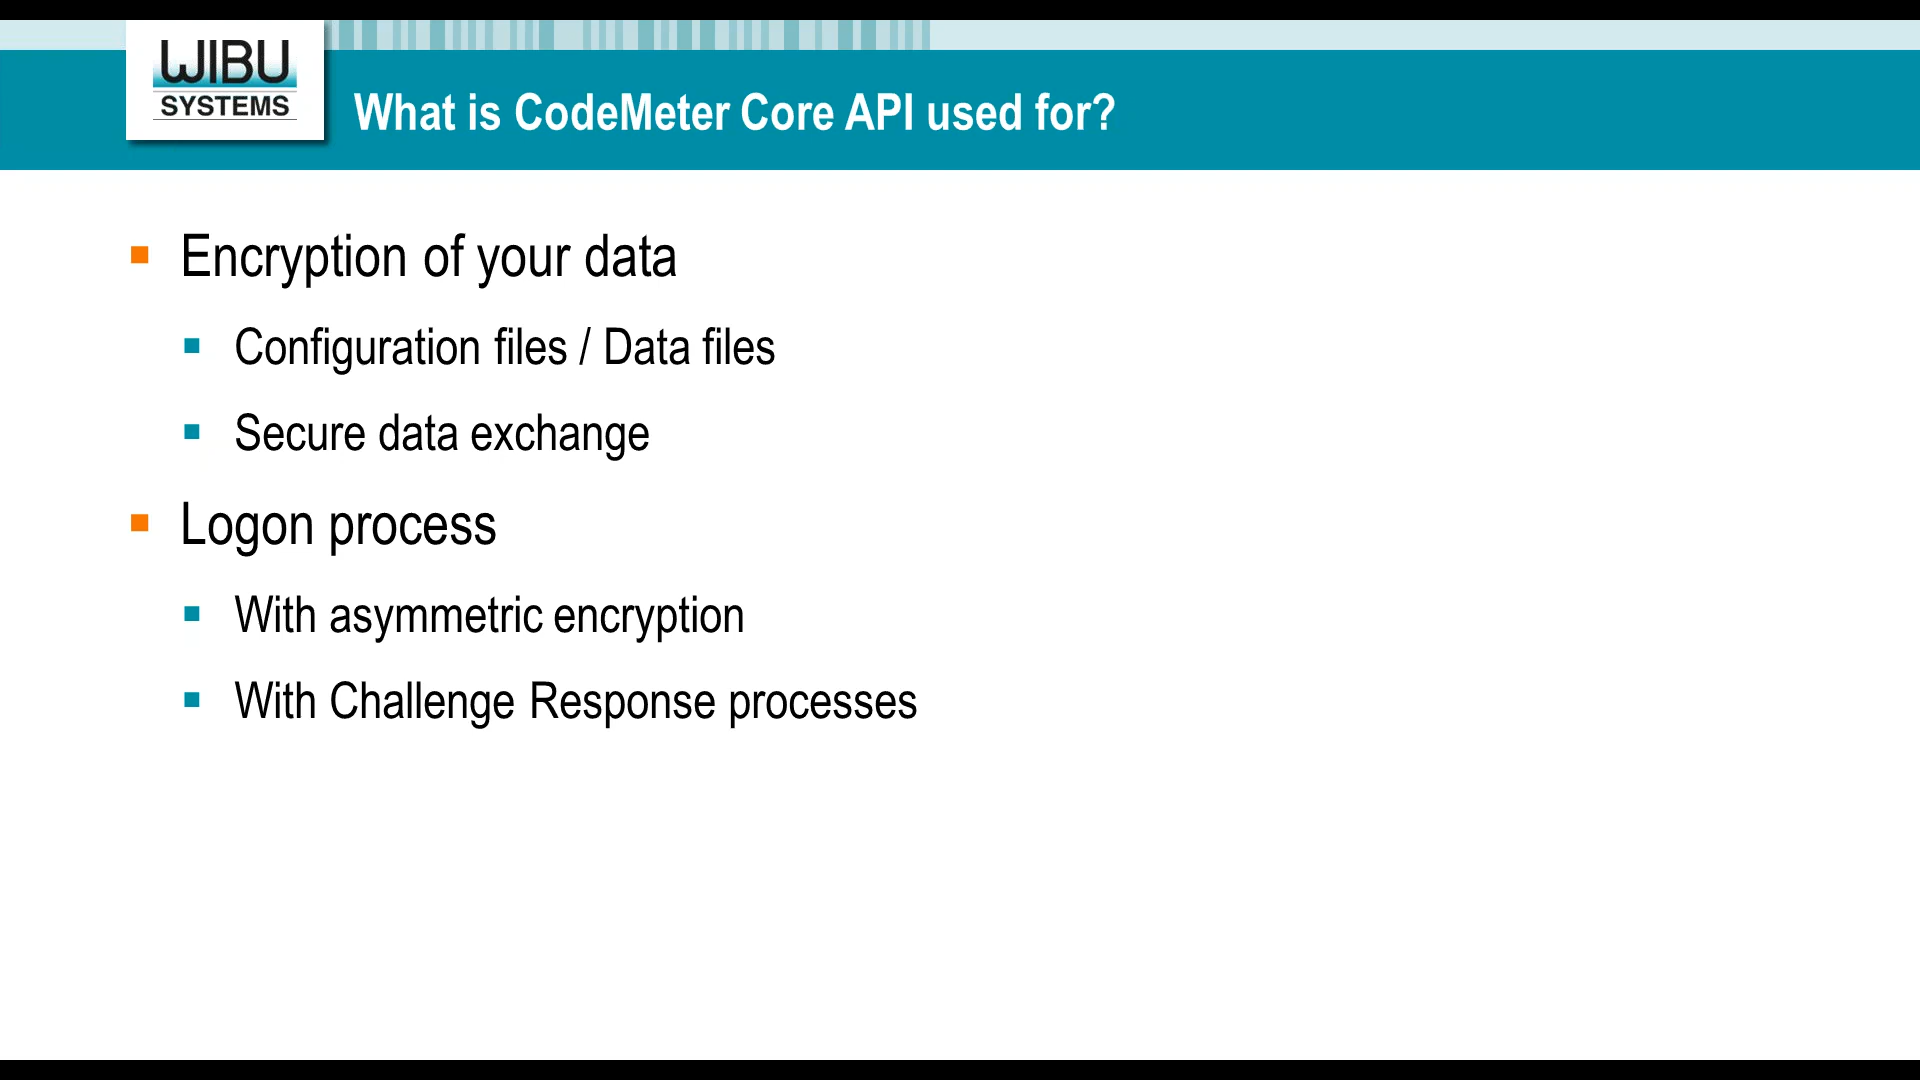 WIBU
SYSTEMS
What is CodeMeter Core API used for?
Encryption of your data
Configuration files / Data files
Secure data exchange
Logon process
With asymmetric encryption
With Challenge Response processes